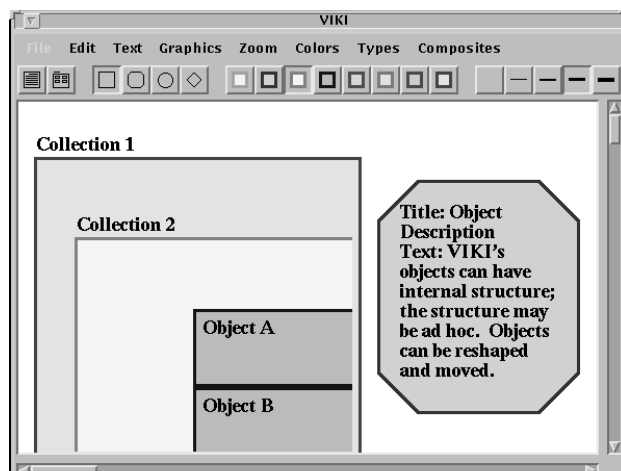 VIKI
File Edit Text Graphics Zoom Colors Types Composites
Collection 1
Collection 2
Object A
Object B
Title: Object
Description
Text: VIKI's
objects can have
internal structure;
the structure may
be ad hoc. Objects
can be reshaped
and moved.